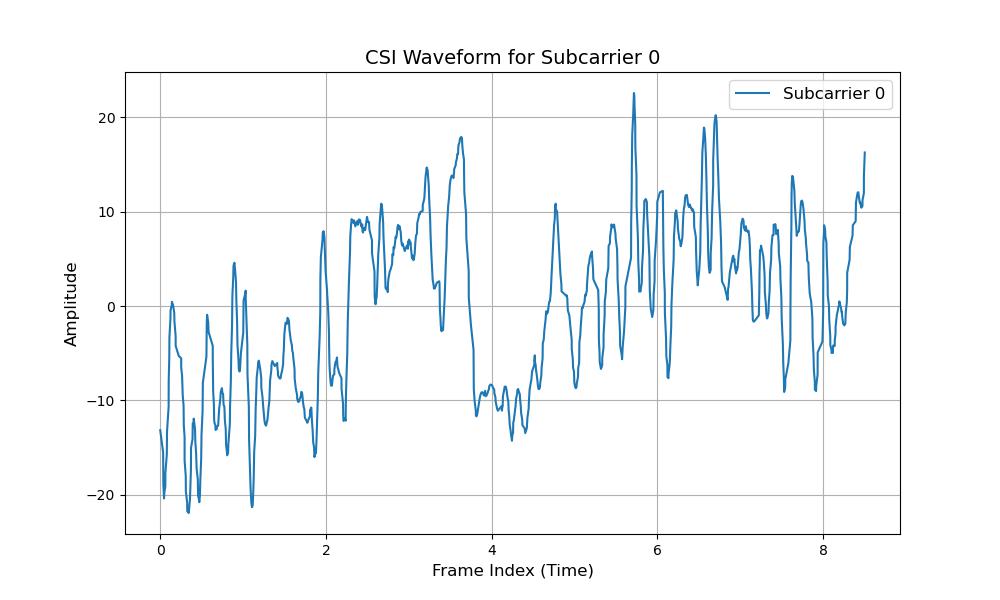 CSI Waveform for Subcarrier 0
Subcarrier 0
20
10
0
−10
−20
Amplitude
0 2 4 6 8
Frame Index (Time)